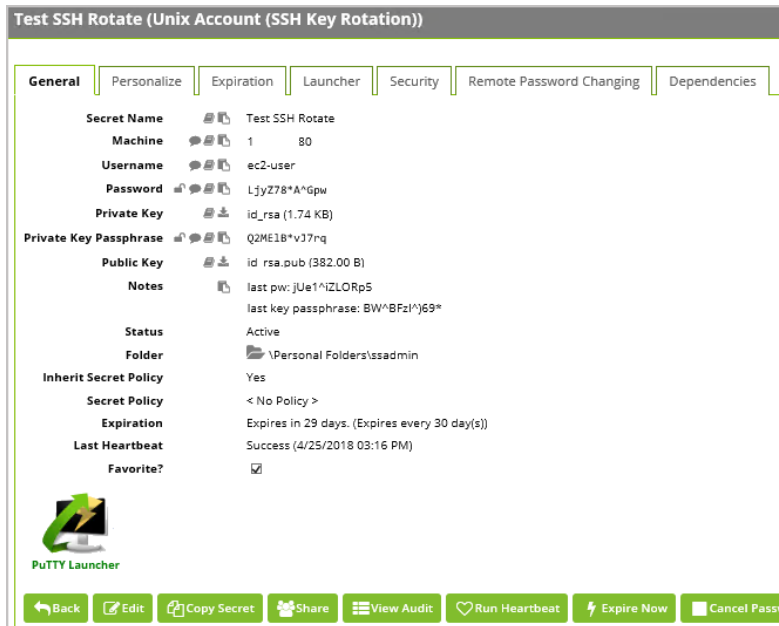 Test SSH Rotate (Unix Account (SSH Key Rotation))
General Personalize Expiration Launcher Security Remote Password Changing Dependencies
Secret Name Test SSH Rotate
Machine 1 80
Username ec2-user
Password LjyZ78*A^Gpw
Private Key id_rsa (1.74 KB)
Private Key Passphrase Q2ME1B*vJ7rq
Public Key id_rsa.pub (382.00 B)
Notes last pw: jUe1^iZLORp5
last key passphrase: BW^BFzI^)69*
Status Active
Folder \Personal Folders\ssadmin
Inherit Secret Policy Yes
Secret Policy < No Policy >
Expiration Expires in 29 days. (Expires every 30 day(s))
Last Heartbeat Success (4/25/2018 03:16 PM)
Favorite?
PuTTY Launcher
Back Edit Copy Secret Share View Audit Run Heartbeat Expire Now Cancel Pass